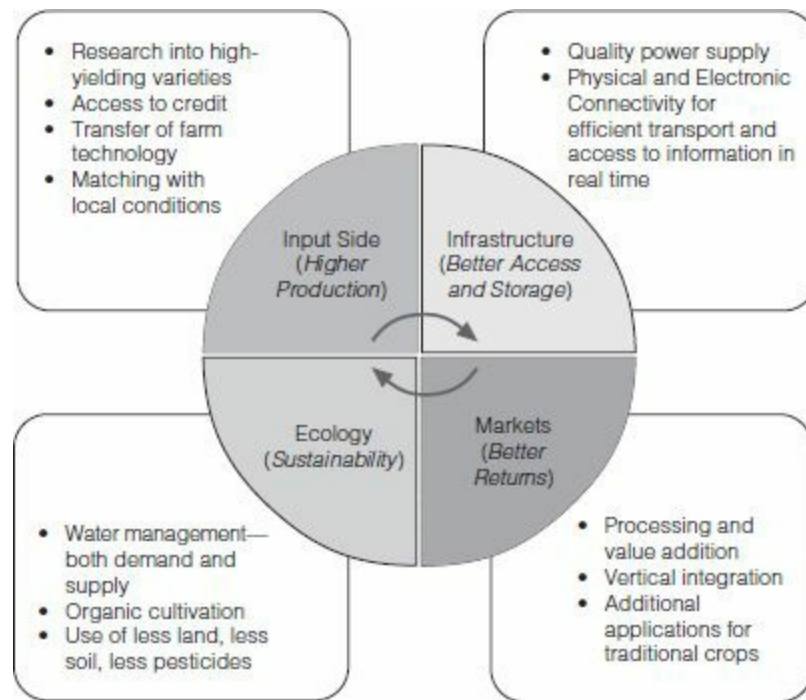 • Research into high-
yielding varieties
• Access to credit
• Transfer of farm
technology
• Matching with
local conditions
• Quality power supply
• Physical and Electronic
Connectivity for
efficient transport and
access to information in
real time
Input Side
(Higher
Production)
Infrastructure
(Better Access
and Storage)
Ecology
(Sustainability)
Markets
(Better
Returns)
• Water management—
both demand and
supply
• Organic cultivation
• Use of less land, less
soil, less pesticides
• Processing and
value addition
• Vertical integration
• Additional
applications for
traditional crops